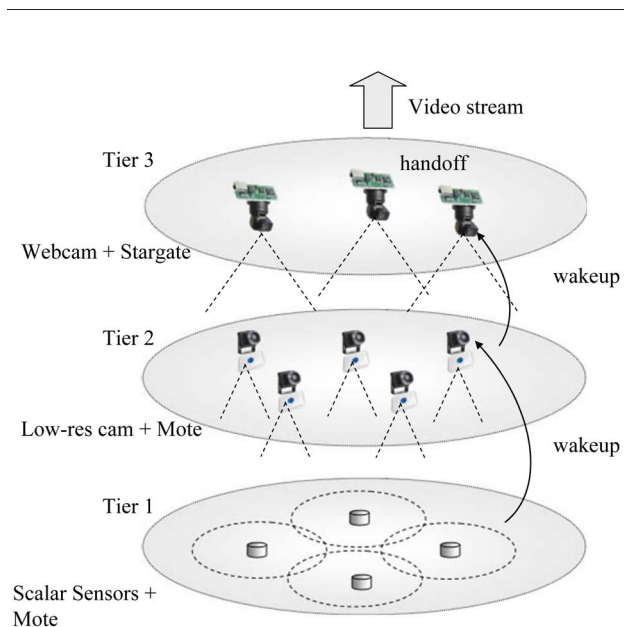 Video stream
Tier 3
handoff
Webcam + Stargate
wakeup
Tier 2
Low-res cam + Mote
wakeup
Tier 1
Scalar Sensors +
Mote